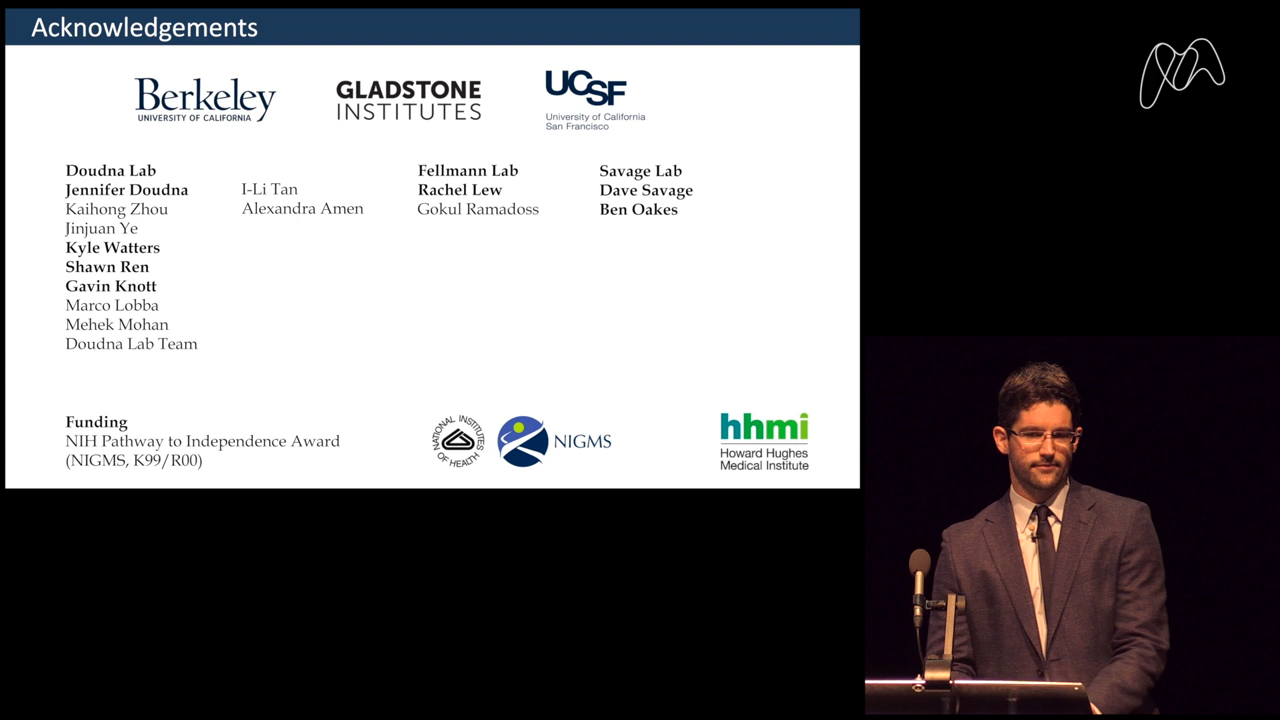 Acknowledgements
Berkeley
UNIVERSITY OF CALIFORNIA
GLADSTONE
INSTITUTES
UCSF
University of California
San Francisco
Doudna Lab
Jennifer Doudna
Kaihong Zhou
Jinjuan Ye
Kyle Watters
Shawn Ren
Gavin Knott
Marco Lobba
Mehek Mohan
Doudna Lab Team
I-Li Tan
Alexandra Amen
Fellmann Lab
Rachel Lew
Gokul Ramadoss
Savage Lab
Dave Savage
Ben Oakes
Funding
NIH Pathway to Independence Award
(NIGMS, K99/R00)
NATIONAL INSTITUTES
OF HEALTH
NIGMS
hhmi
Howard Hughes
Medical Institute